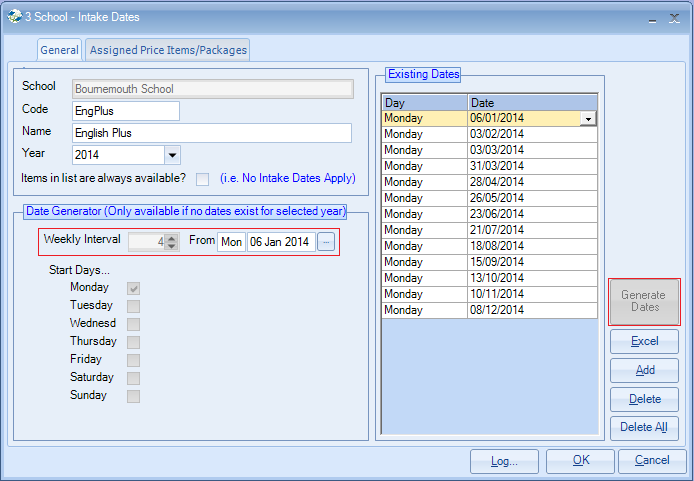 3 School - Intake Dates
General Assigned Price Items/Packages
School Bournemouth School
Code EngPlus
Name English Plus
Year 2014
Items in list are always available? (i.e. No Intake Dates Apply)
Date Generator (Only available if no dates exist for selected year)
Weekly Interval 4 From Mon 06 Jan 2014 ...
Start Days...
Monday
Tuesday
Wednesd
Thursday
Friday
Saturday
Sunday
Existing Dates
Day Date
Monday 06/01/2014
Monday 03/02/2014
Monday 03/03/2014
Monday 31/03/2014
Monday 28/04/2014
Monday 26/05/2014
Monday 23/06/2014
Monday 21/07/2014
Monday 18/08/2014
Monday 15/09/2014
Monday 13/10/2014
Monday 10/11/2014
Monday 08/12/2014
Generate
Dates
Excel
Add
Delete
Delete All
Log... OK Cancel